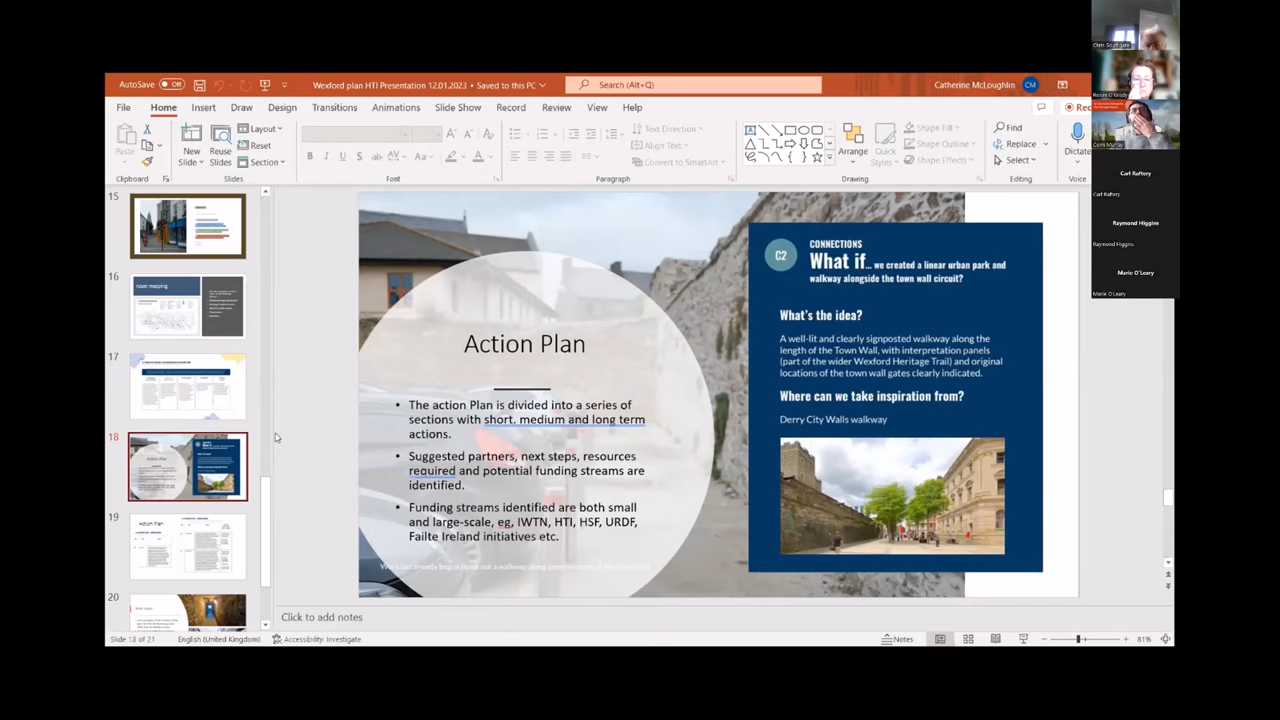 AutoSave Off
Wexford plan HTI Presentation 12.01.2023 • Saved to this PC
Search (Alt+Q)
Catherine McLoughlin CM
File Home Insert Draw Design Transitions Animations Slide Show Record Review View Help
Paste
Clipboard
New Slide
Reuse Slides
Layout
Reset
Section
Slides
B I U S ab AV Aa A
Font
Text Direction
Align Text
Convert to SmartArt
Paragraph
Arrange
Quick Styles
Shape Fill
Shape Outline
Shape Effects
Drawing
Find
Replace
Select
Editing
Dictate
Voice
Chris Southgate
Roisin O'Grady
Colm Murray
Carl Raftery
Carl Raftery
Raymond Higgins
Raymond Higgins
Marie O'Leary
Marie O'Leary
15
16
Asset mapping
17
18
19
Action Plan
20
Action Plan
• The action Plan is divided into a series of
sections with short. medium and long term
actions.
• Suggested partners, next steps, resources
required and potential funding streams are
identified.
• Funding streams identified are both small
and large-scale, eg, IWTN, HTI, HSF, URDF,
Failte Ireland initiatives etc.
C2
CONNECTIONS
What if... we created a linear urban park and
walkway alongside the town wall circuit?
What's the idea?
A well-lit and clearly signposted walkway along the
length of the Town Wall, with interpretation panels
(part of the wider Wexford Heritage Trail) and original
locations of the town wall gates clearly indicated.
Where can we take inspiration from?
Derry City Walls walkway
Click to add notes
Slide 18 of 21 English (United Kingdom) Accessibility: Investigate Notes 81%